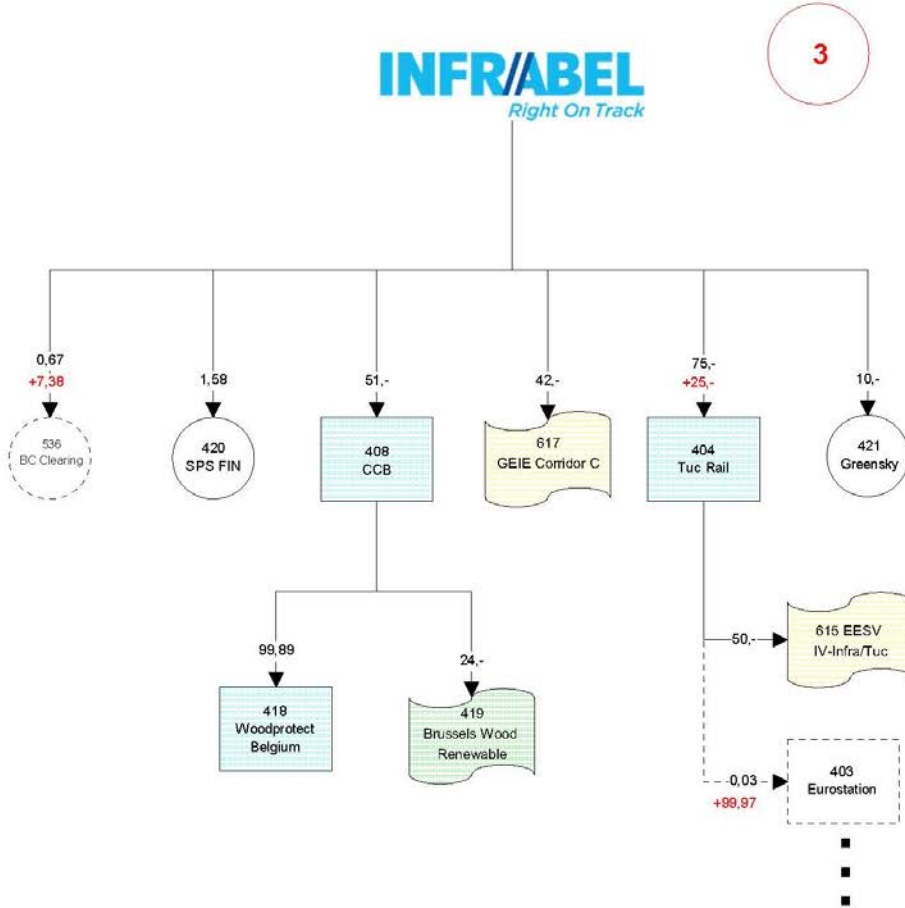 3
INFRABEL
Right On Track
0,67
+7,38
1,58
51,-
42,-
75,-
+25,-
10,-
536
BC Clearing
420
SPS FIN
408
CCB
617
GEIE Corridor C
404
Tuc Rail
421
Greensky
99,89
24,-
50,-
615 EESV
IV-Infra/Tuc
418
Woodprotect
Belgium
419
Brussels Wood
Renewable
0,03
+99,97
403
Eurostation